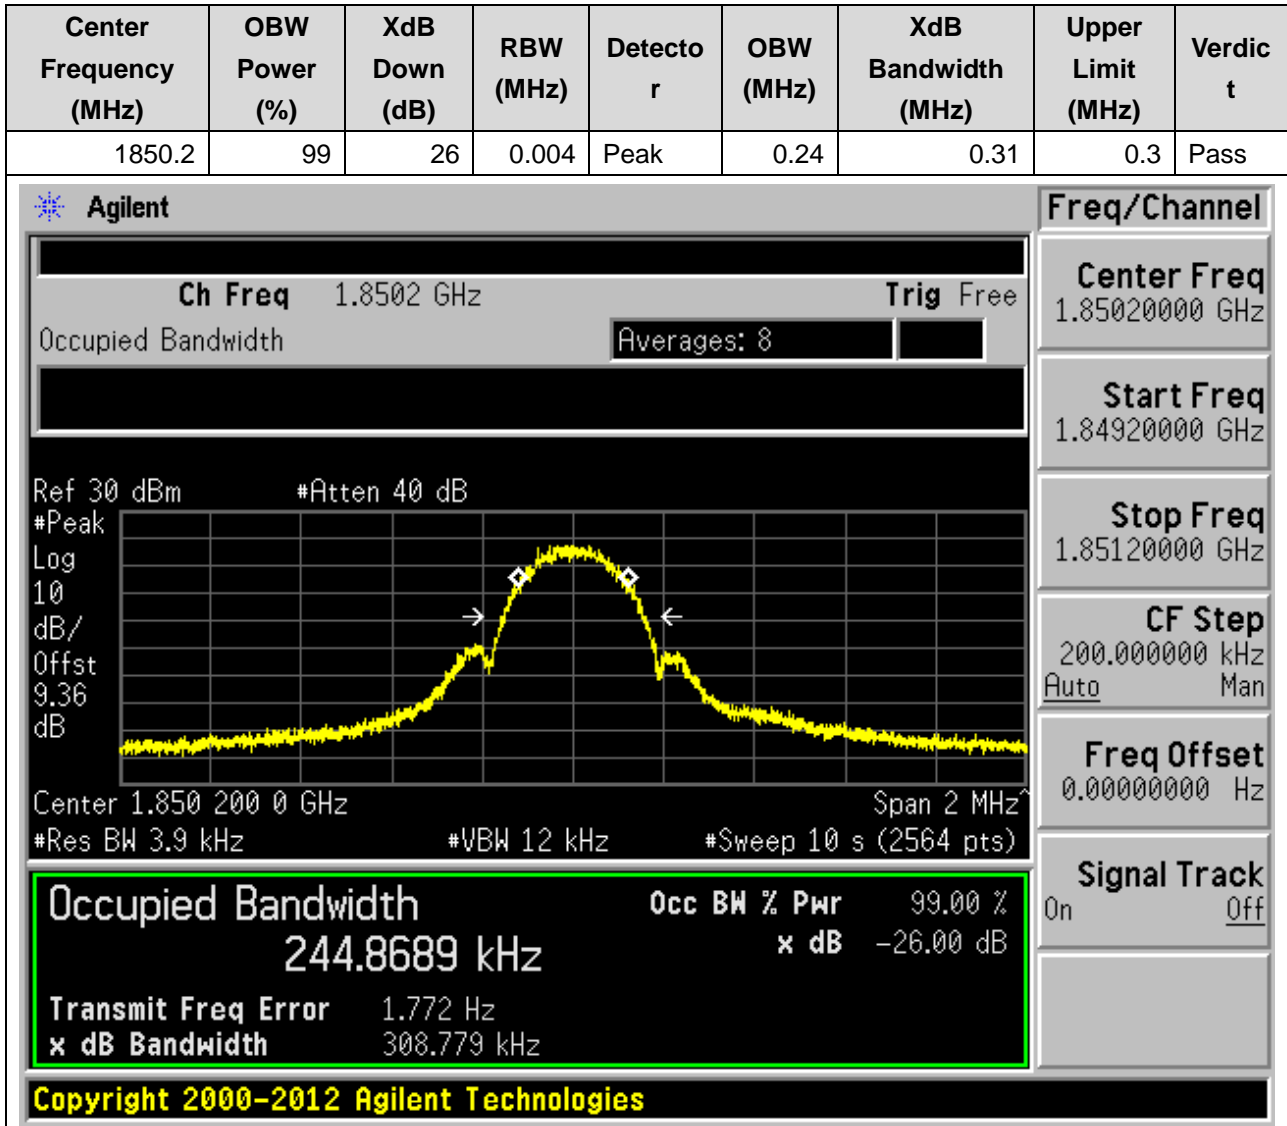 Center Frequency (MHz) OBW Power (%) XdB Down (dB) RBW (MHz) Detecto r OBW (MHz) XdB Bandwidth (MHz) Upper Limit (MHz) Verdic t
1850.2 99 26 0.004 Peak 0.24 0.31 0.3 Pass
Agilent
Freq/Channel
Ch Freq 1.8502 GHz Trig Free
Occupied Bandwidth Averages: 8
Center Freq
1.85020000 GHz
Start Freq
1.84920000 GHz
Stop Freq
1.85120000 GHz
CF Step
200.000000 kHz
Auto Man
Freq Offset
0.00000000 Hz
Signal Track
On Off
Ref 30 dBm #Atten 40 dB
#Peak
Log
10
dB/
Offst
9.36
dB
Center 1.850 200 0 GHz Span 2 MHz^
#Res BW 3.9 kHz #VBW 12 kHz #Sweep 10 s (2564 pts)
Occupied Bandwidth Occ BW % Pwr 99.00 %
244.8689 kHz x dB -26.00 dB
Transmit Freq Error 1.772 Hz
x dB Bandwidth 308.779 kHz
Copyright 2000-2012 Agilent Technologies